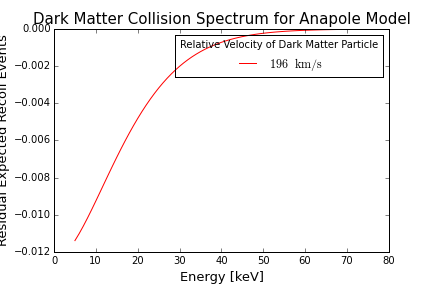 Dark Matter Collision Spectrum for Anapole Model
Residual Expected Recoil Events
0.000
−0.002
−0.004
−0.006
−0.008
−0.010
−0.012
Relative Velocity of Dark Matter Particle
196 km/s
0 10 20 30 40 50 60 70 80
Energy [keV]